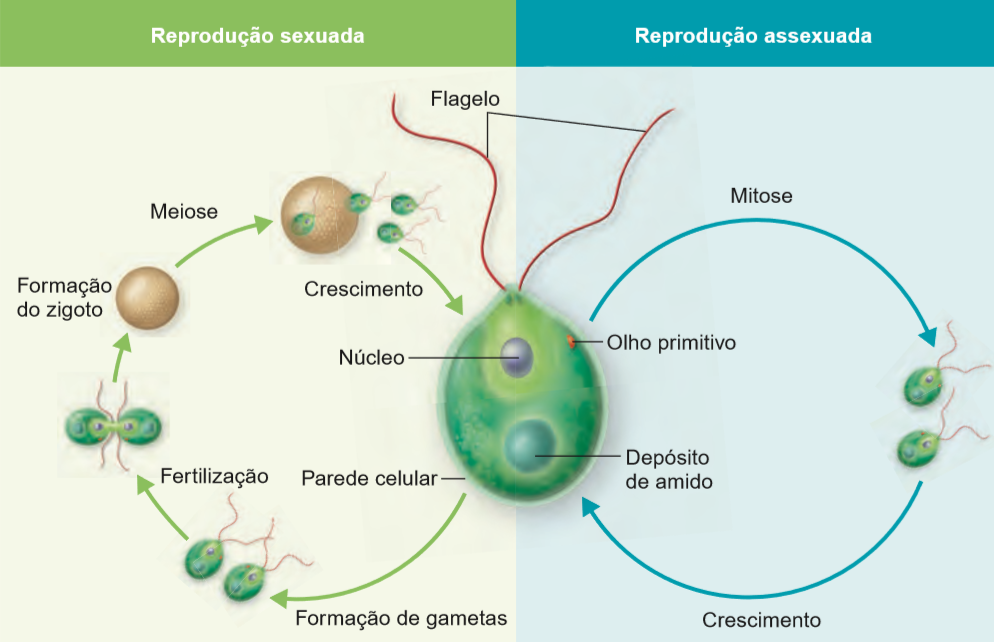 Reprodução sexuada
Reprodução assexuada
Flagelo
Mitose
Meiose
Formação
do zigoto
Crescimento
Núcleo
Olho primitivo
Depósito
de amido
Fertilização
Parede celular
Formação de gametas
Crescimento